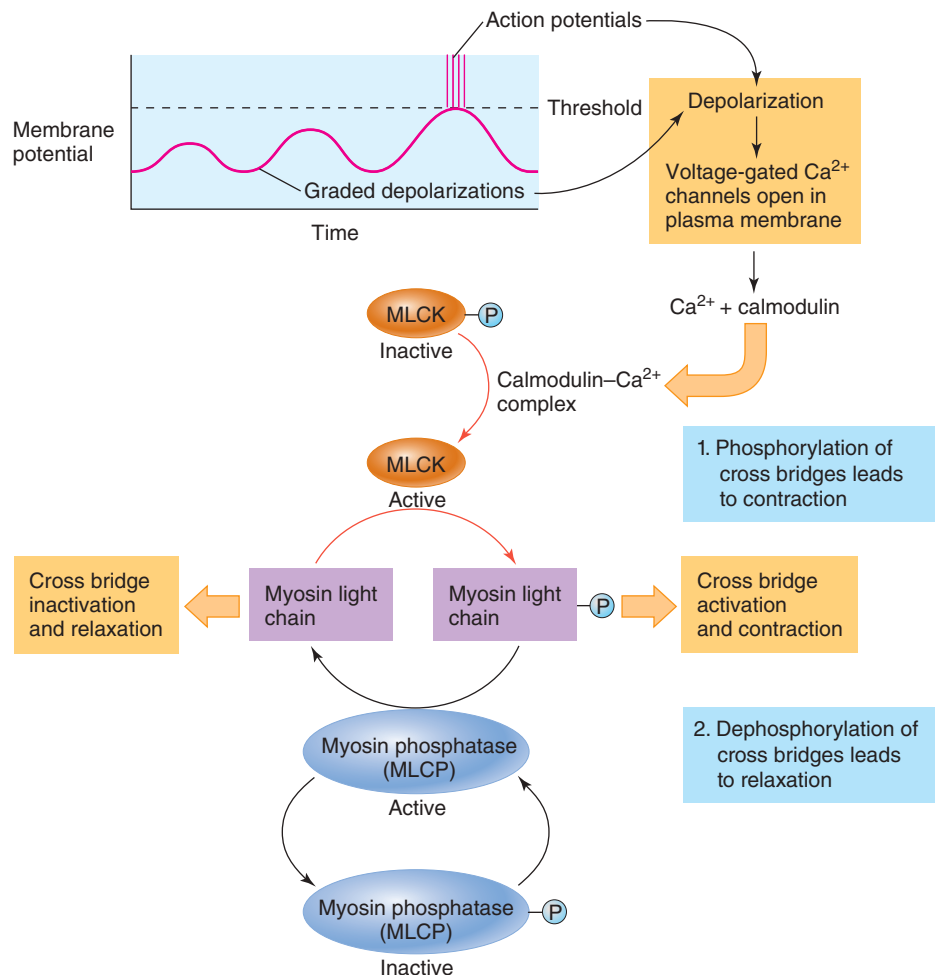 Action potentials
Membrane
potential
Threshold
Graded depolarizations
Time
Depolarization
Voltage-gated Ca²⁺
channels open in
plasma membrane
Ca²⁺ + calmodulin
MLCK
P
Inactive
Calmodulin–Ca²⁺
complex
MLCK
Active
1. Phosphorylation of
cross bridges leads
to contraction
Cross bridge
inactivation
and relaxation
Myosin light
chain
Myosin light
chain
P
Cross bridge
activation
and contraction
Myosin phosphatase
(MLCP)
Active
2. Dephosphorylation of
cross bridges leads
to relaxation
Myosin phosphatase
(MLCP)
P
Inactive